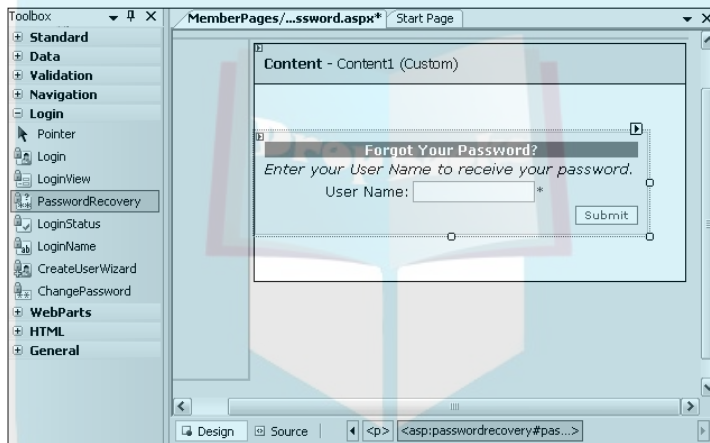 Toolbox
Standard
Data
Validation
Navigation
Login
Pointer
Login
LoginView
PasswordRecovery
LoginStatus
LoginName
CreateUserWizard
ChangePassword
WebParts
HTML
General
MemberPages/...ssword.aspx* Start Page
Content - Content1 (Custom)
Forgot Your Password?
Enter your User Name to receive your password.
User Name: *
Submit
Design Source <p> <asp:passwordrecovery#pas...>